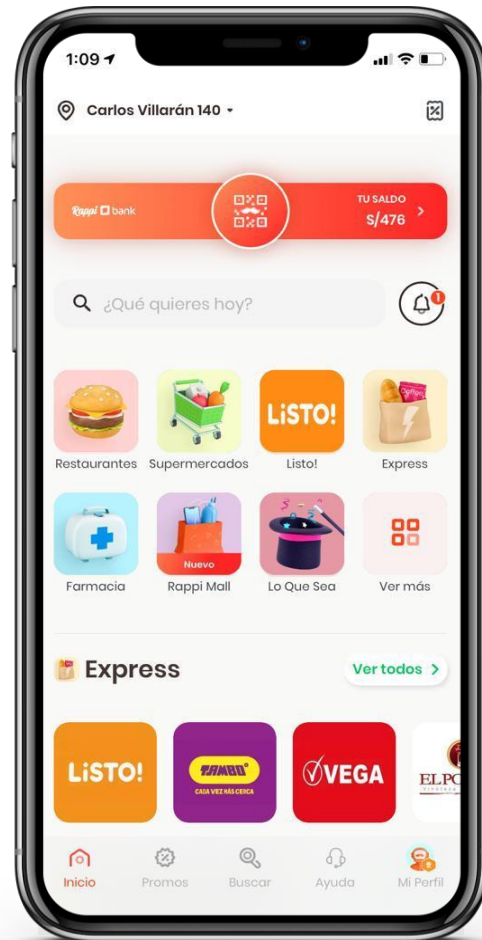 1:09
Carlos Villarán 140
Rappi bank
TU SALDO
S/476
¿Qué quieres hoy?
1
LiSTO!
Restaurantes
Supermercados
Listo!
Express
Nuevo
Farmacia
Rappi Mall
Lo Que Sea
Ver más
Express
Ver todos
LiSTO!
TAMBO
CADA VEZ MÁS CERCA
VEGA
Inicio
Promos
Buscar
Ayuda
Mi Perfil